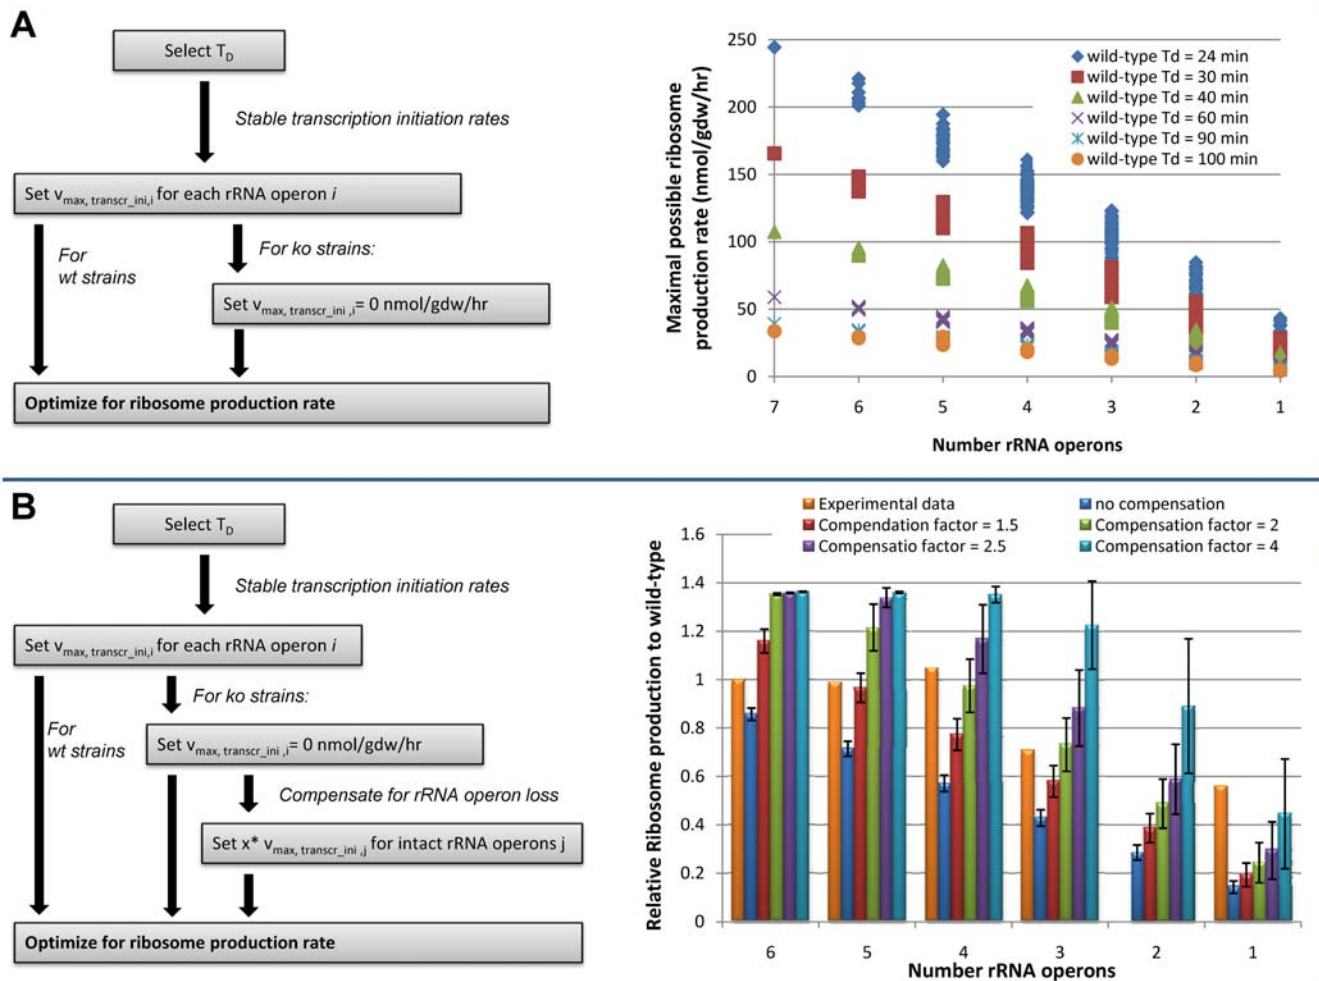 A
Select T_D
Stable transcription initiation rates
Set v_max, transcr_ini,i for each rRNA operon i
For
wt strains
For ko strains:
Set v_max, transcr_ini ,i= 0 nmol/gdw/hr
Optimize for ribosome production rate
Maximal possible ribosome
production rate (nmol/gdw/hr)
250
200
150
100
50
0
wild-type Td = 24 min
wild-type Td = 30 min
wild-type Td = 40 min
wild-type Td = 60 min
wild-type Td = 90 min
wild-type Td = 100 min
7 6 5 4 3 2 1
Number rRNA operons
B
Select T_D
Stable transcription initiation rates
Set v_max, transcr_ini,i for each rRNA operon i
For ko strains:
For
wt strains
Set v_max, transcr_ini ,i= 0 nmol/gdw/hr
Compensate for rRNA operon loss
Set x* v_max, transcr_ini ,j for intact rRNA operons j
Optimize for ribosome production rate
Experimental data
no compensation
Compendation factor = 1.5
Compensation factor = 2
Compensatio factor = 2.5
Compensation factor = 4
Relative Ribosome production to wild-type
1.6
1.4
1.2
1
0.8
0.6
0.4
0.2
0
6 5 4 3 2 1
Number rRNA operons